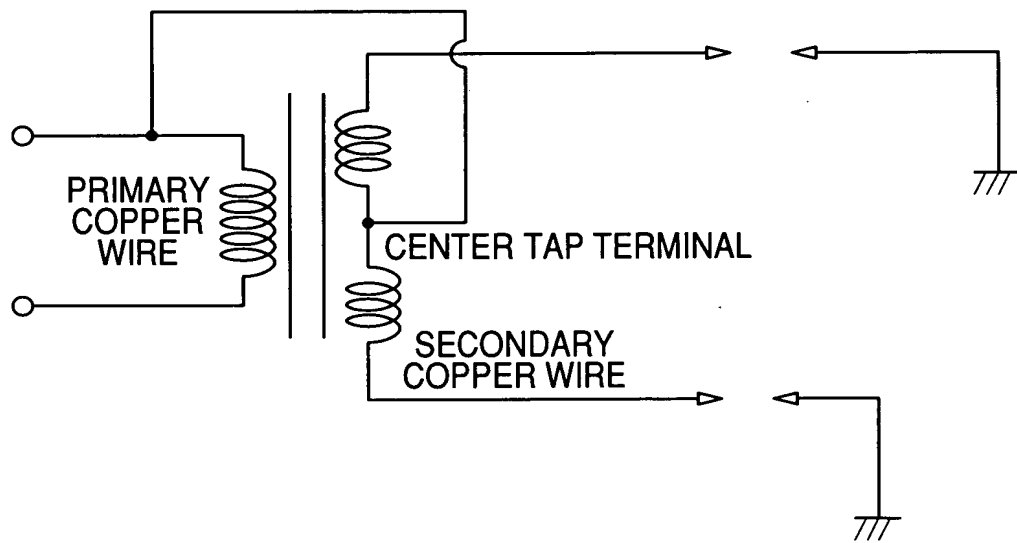 PRIMARY
COPPER
WIRE
CENTER TAP TERMINAL
SECONDARY
COPPER WIRE